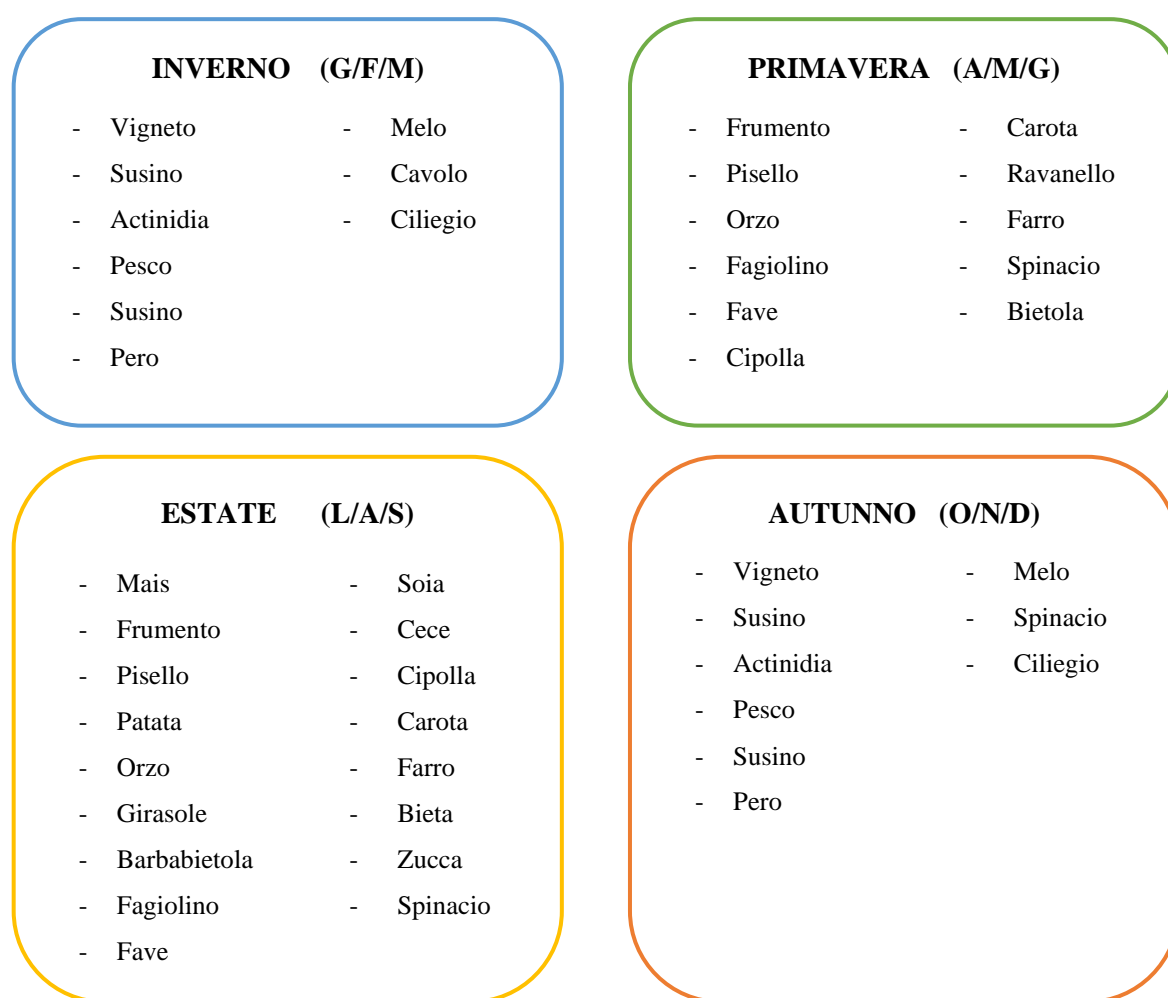 INVERNO (G/F/M)
- Vigneto
- Susino
- Actinidia
- Pesco
- Susino
- Pero
- Melo
- Cavolo
- Ciliegio
PRIMAVERA (A/M/G)
- Frumento
- Pisello
- Orzo
- Fagiolino
- Fave
- Cipolla
- Carota
- Ravanello
- Farro
- Spinacio
- Bietola
ESTATE (L/A/S)
- Mais
- Frumento
- Pisello
- Patata
- Orzo
- Girasole
- Barbabietola
- Fagiolino
- Fave
- Soia
- Cece
- Cipolla
- Carota
- Farro
- Bieta
- Zucca
- Spinacio
AUTUNNO (O/N/D)
- Vigneto
- Susino
- Actinidia
- Pesco
- Susino
- Pero
- Melo
- Spinacio
- Ciliegio